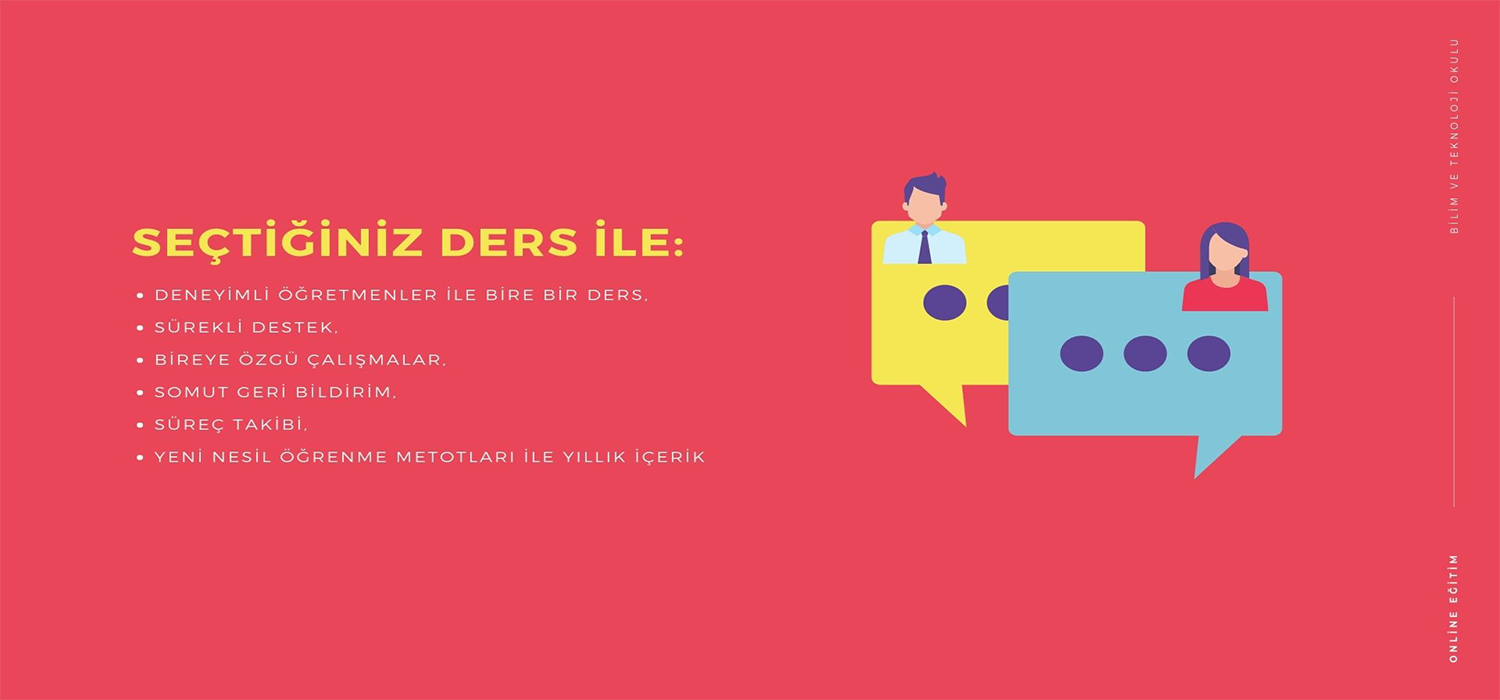 SEÇTİĞİNİZ DERS İLE:
DENEYİMLİ ÖĞRETMENLER İLE BİRE BİR DERS,
SÜREKLİ DESTEK,
BİREYE ÖZGÜ ÇALIŞMALAR,
SOMUT GERİ BİLDİRİM,
SÜREÇ TAKİBİ,
YENİ NESİL ÖĞRENME METOTLARI İLE YILLIK İÇERİK
BİLİM VE TEKNOLOJİ OKULU
ONLİNE EĞİTİM